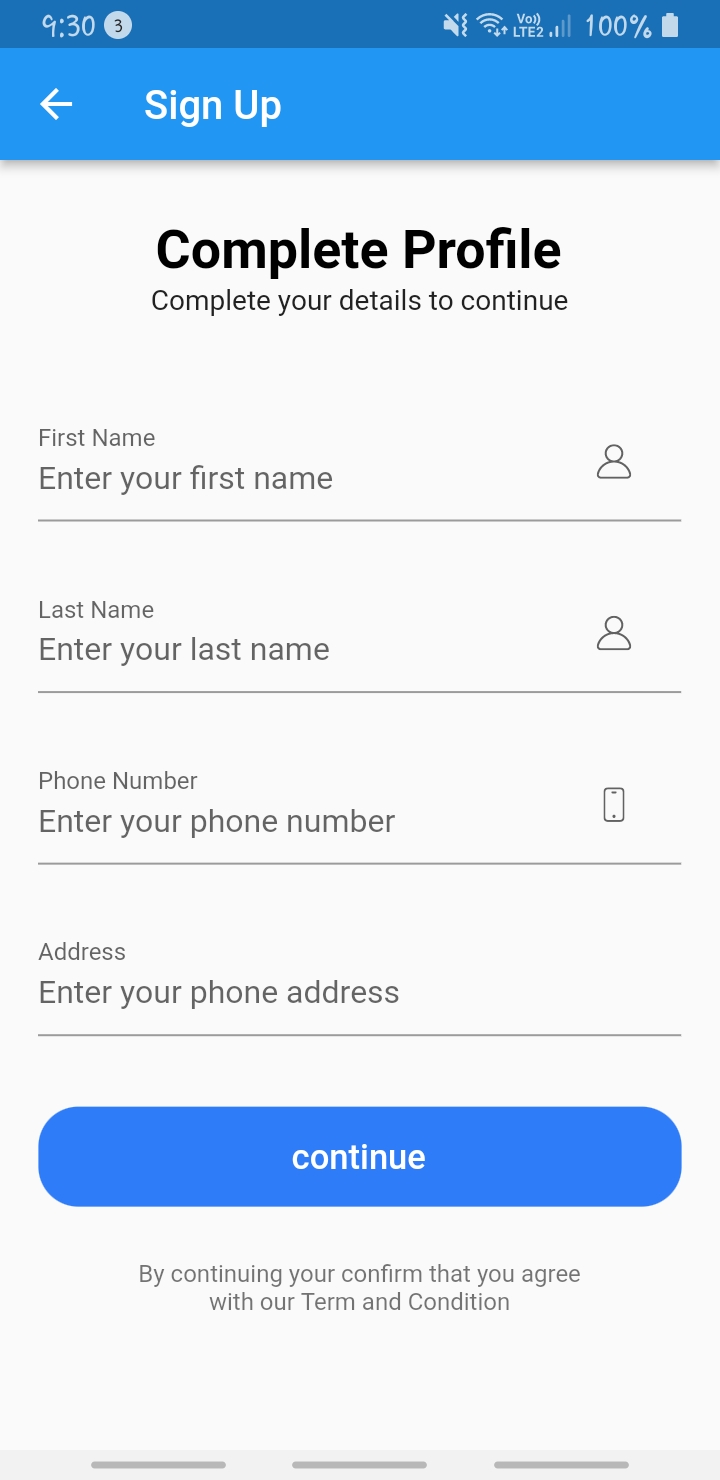 9:30 3 Vo)) LTE2 100%
Sign Up
Complete Profile
Complete your details to continue
First Name
Enter your first name
Last Name
Enter your last name
Phone Number
Enter your phone number
Address
Enter your phone address
continue
By continuing your confirm that you agree
with our Term and Condition